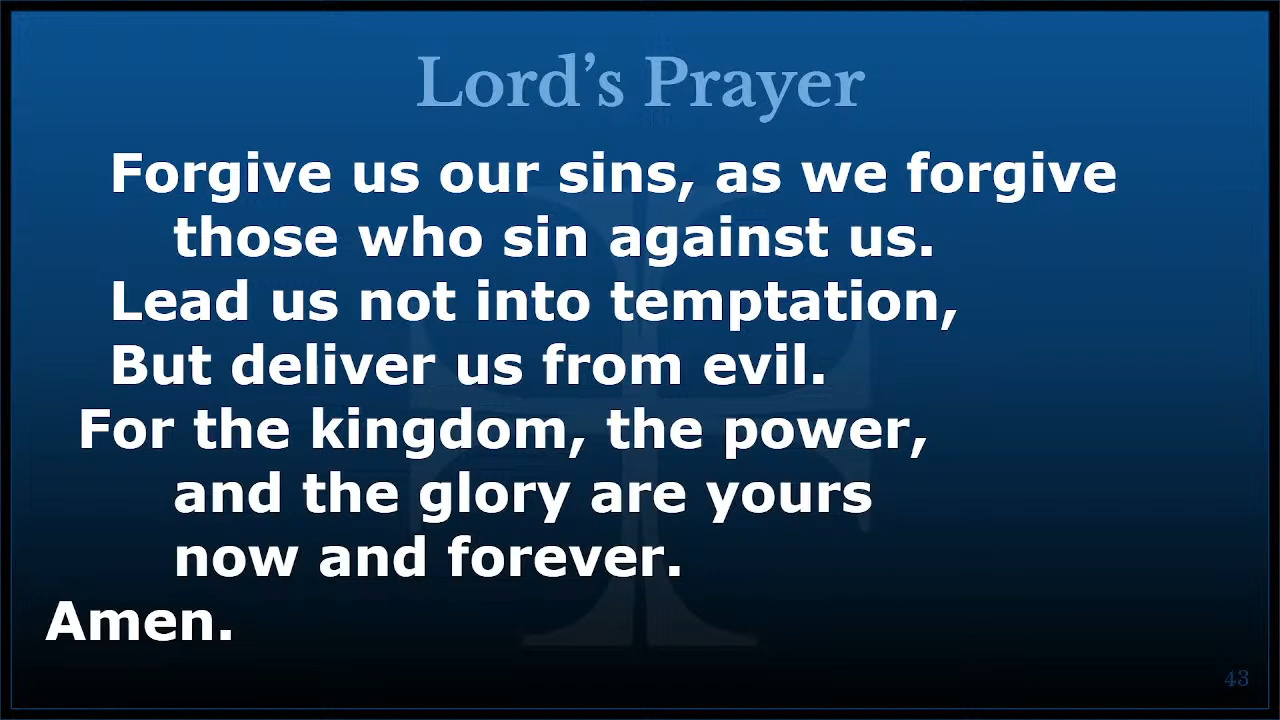 Lord’s Prayer
Forgive us our sins, as we forgive
those who sin against us.
Lead us not into temptation,
But deliver us from evil.
For the kingdom, the power,
and the glory are yours
now and forever.
Amen.
43